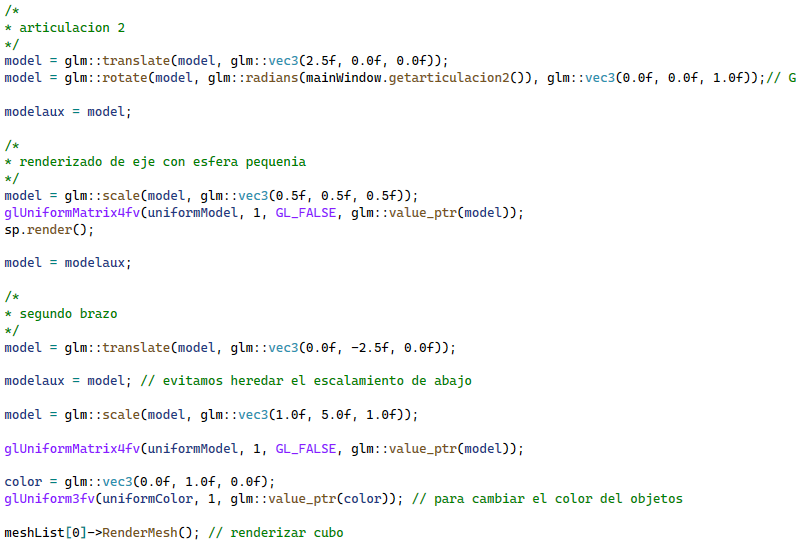 /*
* articulacion 2
*/
model = glm::translate(model, glm::vec3(2.5f, 0.0f, 0.0f));
model = glm::rotate(model, glm::radians(mainWindow.getarticulacion2()), glm::vec3(0.0f, 0.0f, 1.0f));// G
modelaux = model;
/*
* renderizado de eje con esfera pequenia
*/
model = glm::scale(model, glm::vec3(0.5f, 0.5f, 0.5f));
glUniformMatrix4fv(uniformModel, 1, GL_FALSE, glm::value_ptr(model));
sp.render();
model = modelaux;
/*
* segundo brazo
*/
model = glm::translate(model, glm::vec3(0.0f, -2.5f, 0.0f));
modelaux = model; // evitamos heredar el escalamiento de abajo
model = glm::scale(model, glm::vec3(1.0f, 5.0f, 1.0f));
glUniformMatrix4fv(uniformModel, 1, GL_FALSE, glm::value_ptr(model));
color = glm::vec3(0.0f, 1.0f, 0.0f);
glUniform3fv(uniformColor, 1, glm::value_ptr(color)); // para cambiar el color del objetos
meshList[0]->RenderMesh(); // renderizar cubo